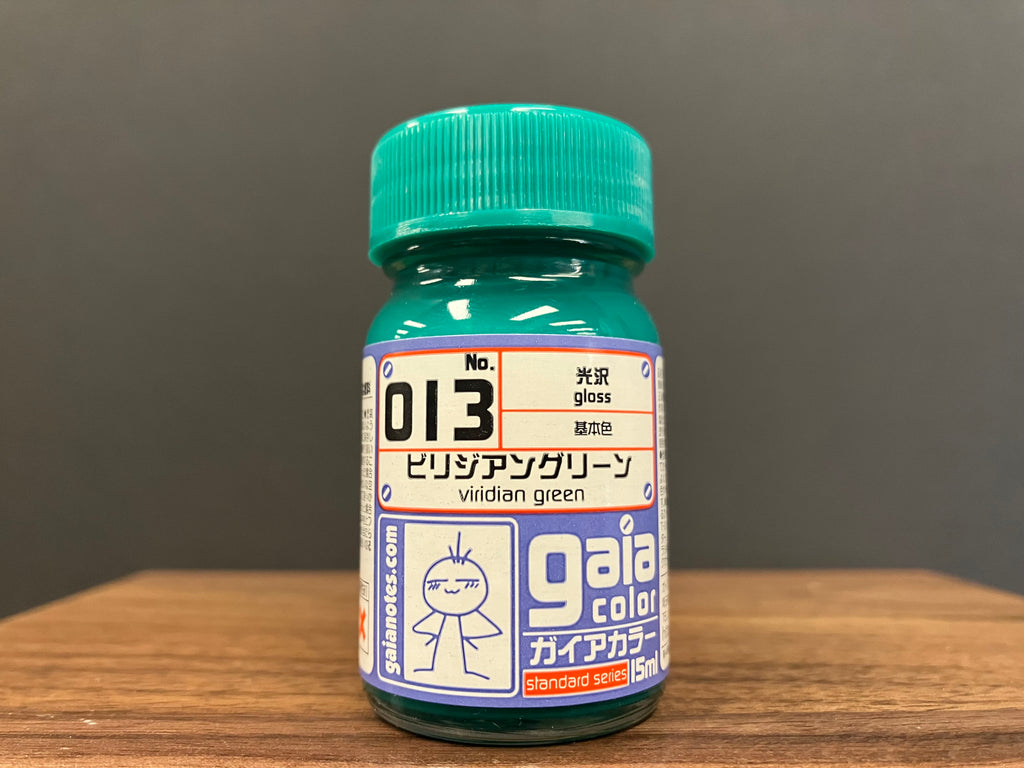 No.
013
光沢
gloss
基本色
ビリジアングリーン
viridian green
gaianotes.com
gaia
color
ガイアカラー
standard series
15ml